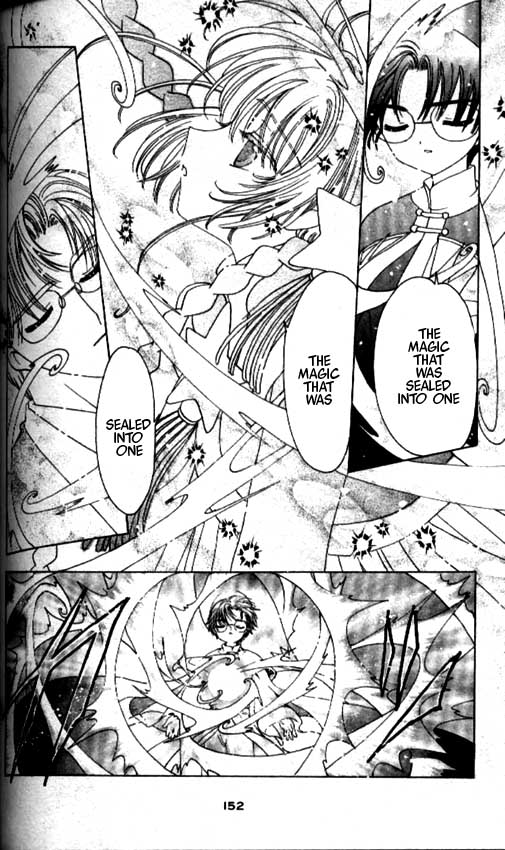 THE
MAGIC
THAT
WAS
SEALED
INTO ONE
THE
MAGIC
THAT
WAS
SEALED
INTO
ONE
152